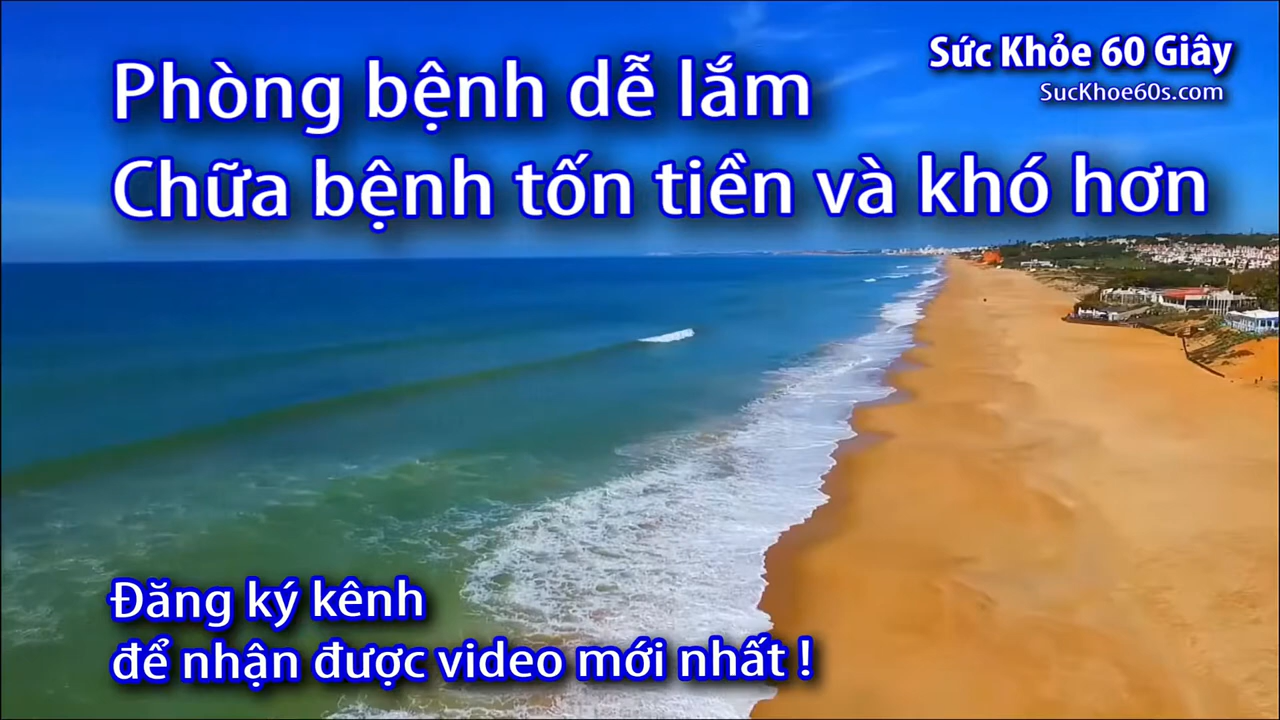 Sức Khỏe 60 Giây
SucKhoe60s.com
Phòng bệnh dễ lắm
Chữa bệnh tốn tiền và khó hơn
Đăng ký kênh
để nhận được video mới nhất !